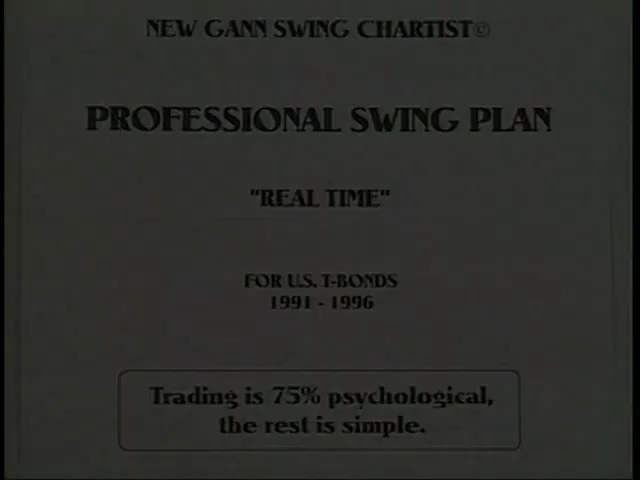 NEW GANN SWING CHARTIST©
PROFESSIONAL SWING PLAN
"REAL TIME"
FOR U.S. T-BONDS
1991 - 1996
Trading is 75% psychological,
the rest is simple.